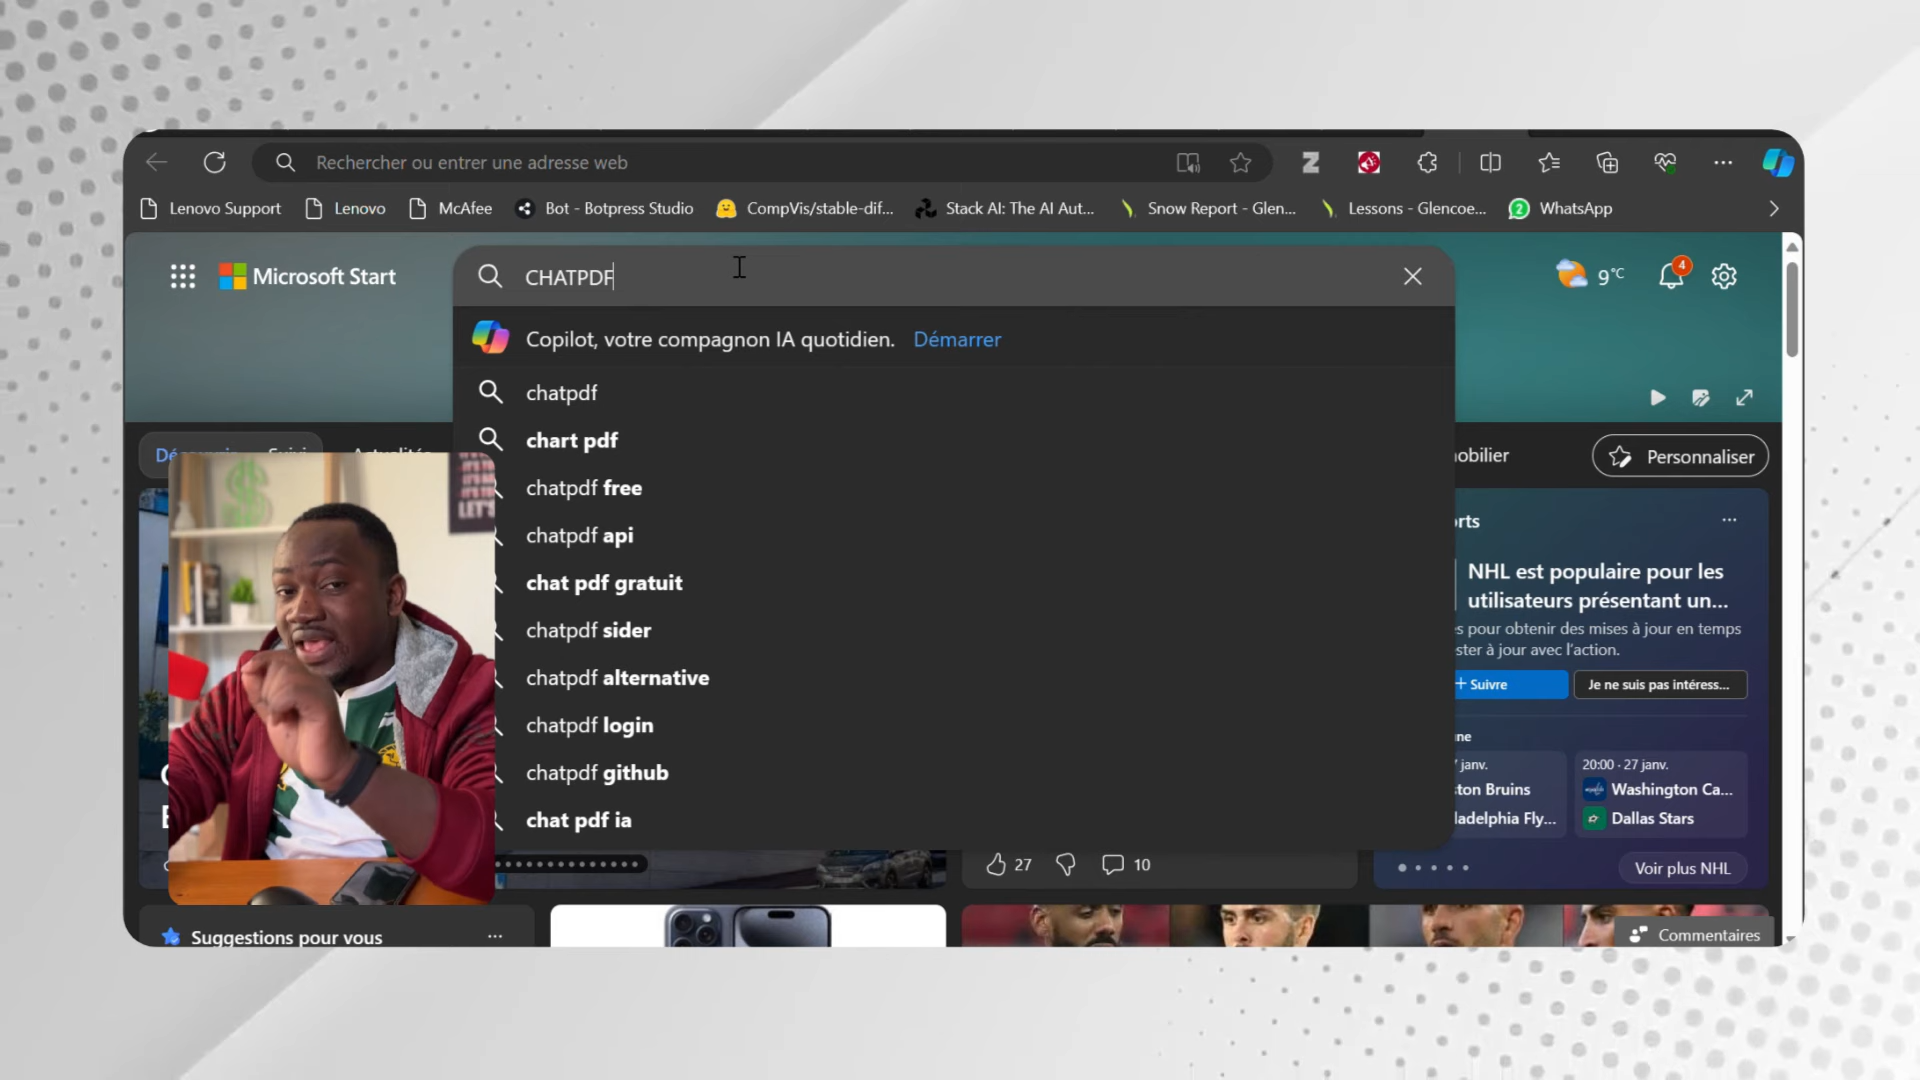 Rechercher ou entrer une adresse web
Lenovo Support
Lenovo
McAfee
Bot - Botpress Studio
CompVis/stable-dif...
Stack AI: The AI Aut...
Snow Report - Glen...
Lessons - Glencoe...
2
WhatsApp
Microsoft Start
CHATPDF
9°C
4
Copilot, votre compagnon IA quotidien. Démarrer
chatpdf
chart pdf
chatpdf free
chatpdf api
chat pdf gratuit
chatpdf sider
chatpdf alternative
chatpdf login
chatpdf github
chat pdf ia
LET'S
obilier
Personnaliser
rts
NHL est populaire pour les
utilisateurs présentant un...
s pour obtenir des mises à jour en temps
ster à jour avec l'action.
+ Suivre
Je ne suis pas intéress...
ne
janv.
ton Bruins
ladelphia Fly...
20:00 - 27 janv.
Washington Ca...
Dallas Stars
Voir plus NHL
27
10
Suggestions pour vous
Commentaires